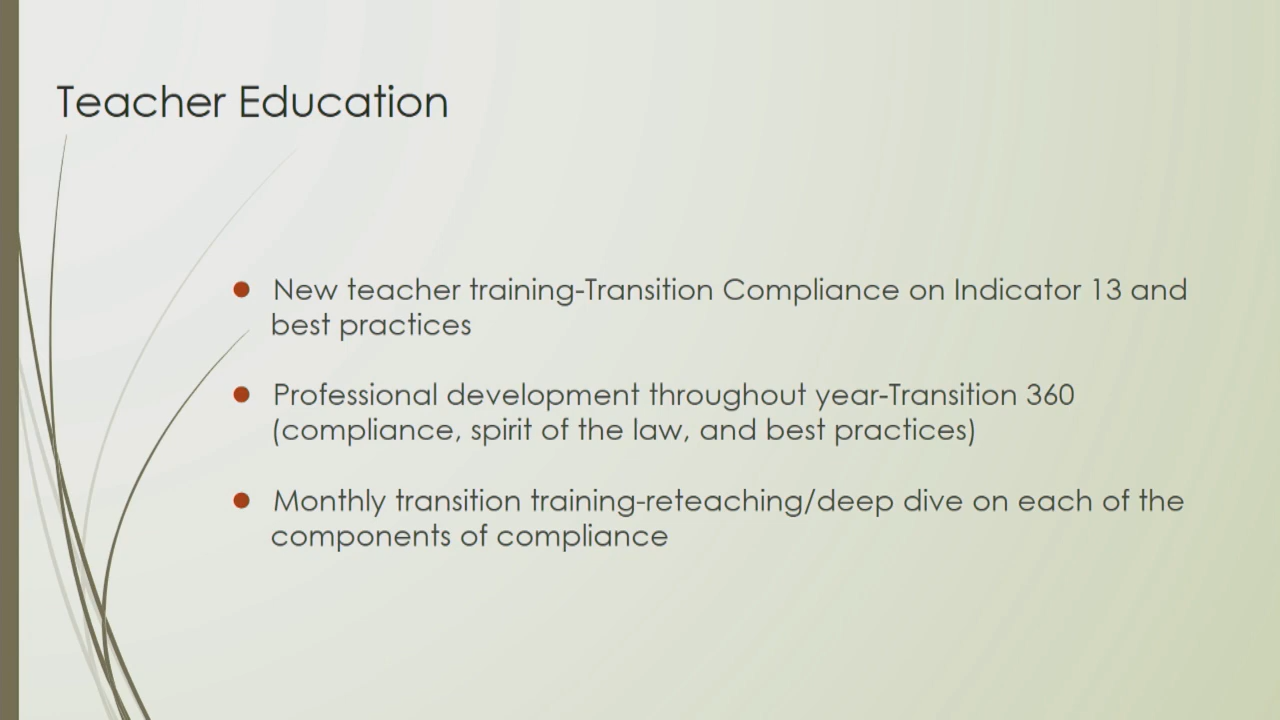 Teacher Education
New teacher training-Transition Compliance on Indicator 13 and
best practices
Professional development throughout year-Transition 360
(compliance, spirit of the law, and best practices)
Monthly transition training-reteaching/deep dive on each of the
components of compliance